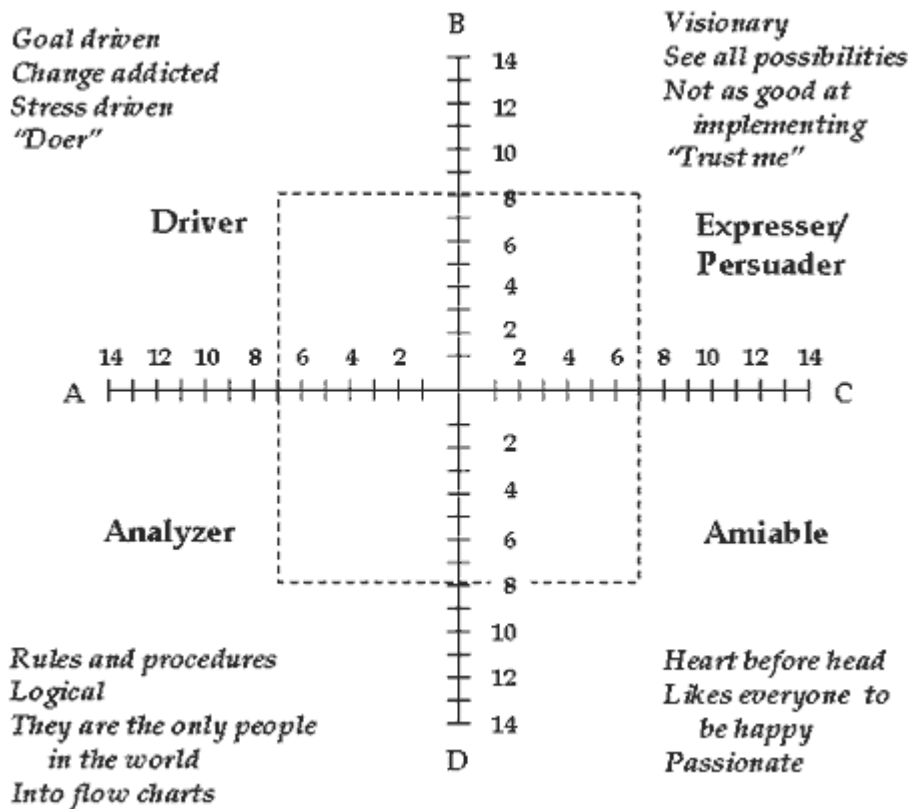 Goal driven
Change addicted
Stress driven
“Doer”
B
Visionary
See all possibilities
Not as good at
implementing
“Trust me”
14
12
10
8
6
4
2
Driver
Expresser/
Persuader
14 12 10 8 6 4 2 2 4 6 8 10 12 14
A
C
2
4
6
8
10
12
14
Analyzer
Amiable
D
Rules and procedures
Logical
They are the only people
in the world
Into flow charts
Heart before head
Likes everyone to
be happy
Passionate